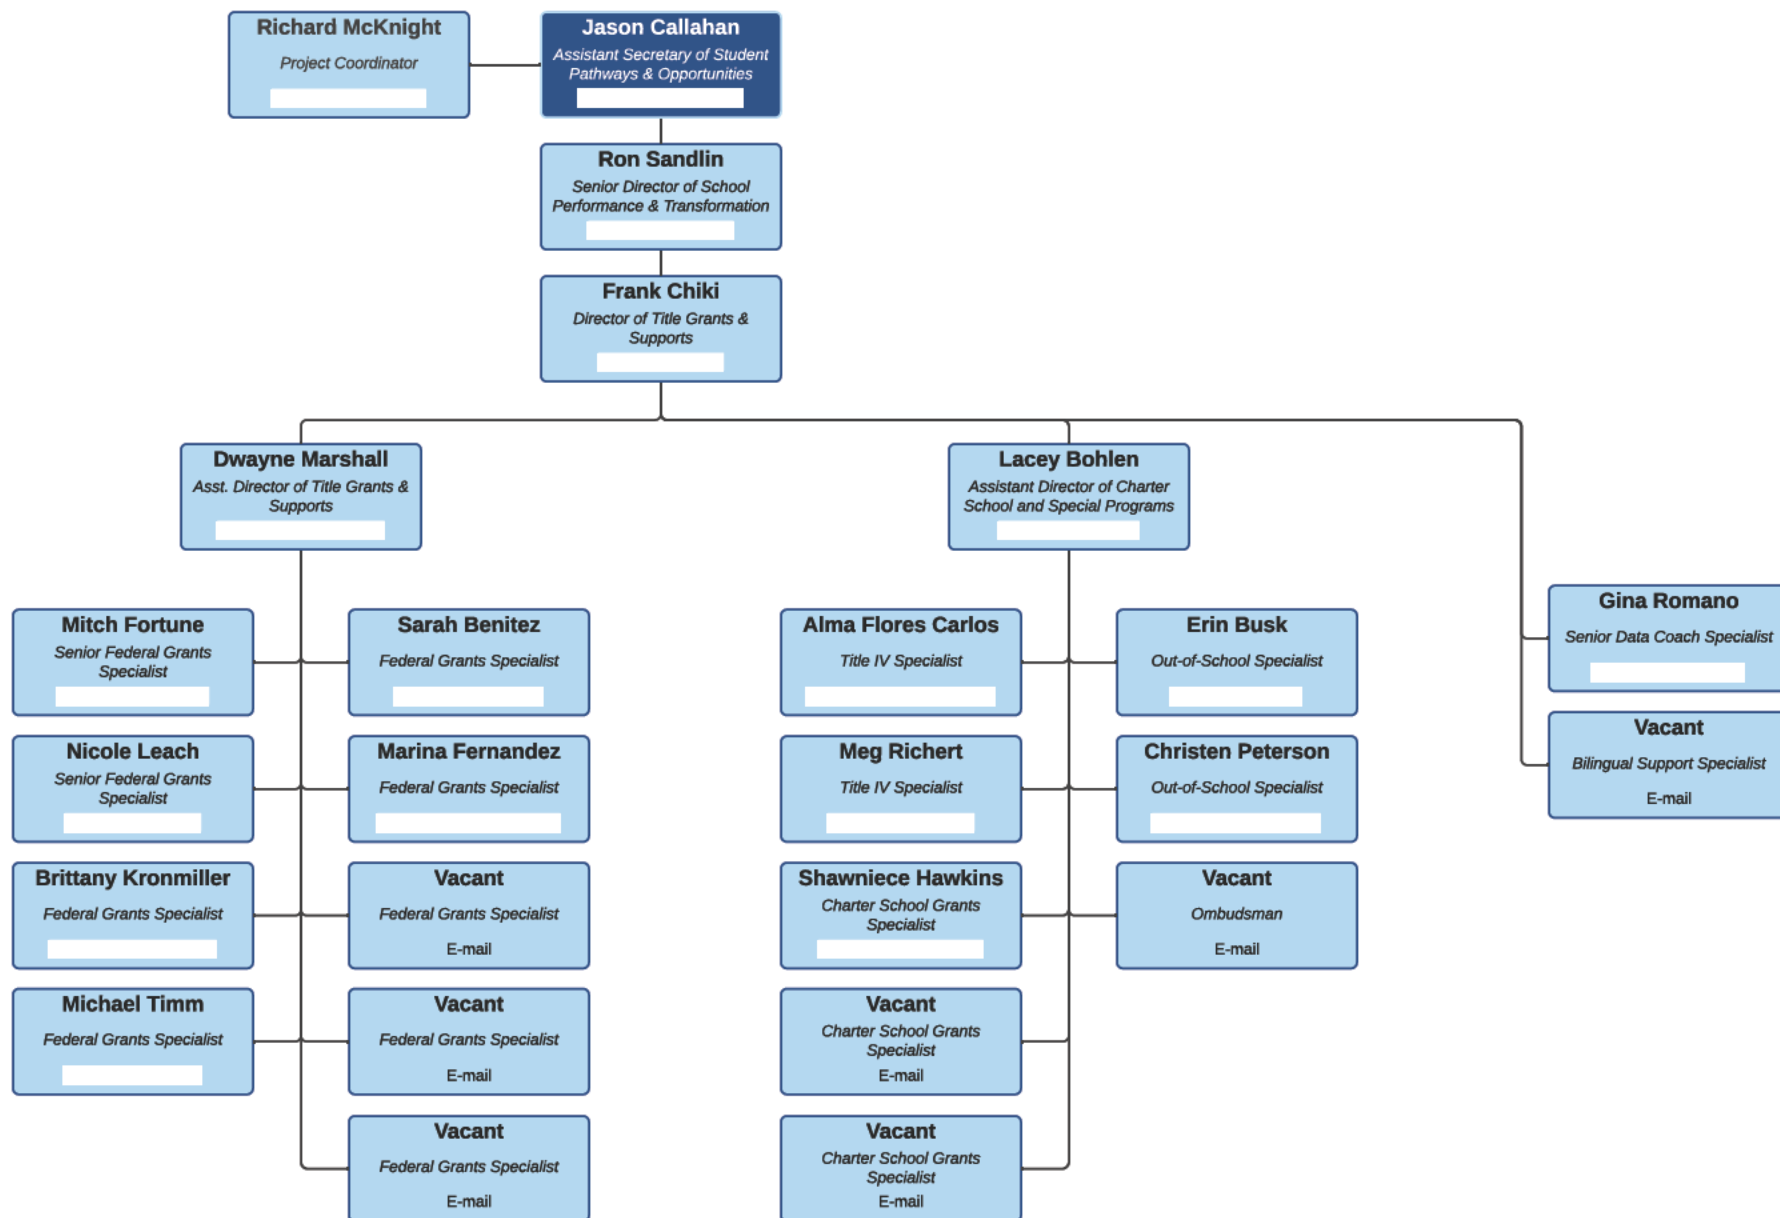 Richard McKnight
Project Coordinator
Jason Callahan
Assistant Secretary of Student
Pathways & Opportunities
Ron Sandlin
Senior Director of School
Performance & Transformation
Frank Chiki
Director of Title Grants &
Supports
Dwayne Marshall
Asst. Director of Title Grants &
Supports
Lacey Bohlen
Assistant Director of Charter
School and Special Programs
Mitch Fortune
Senior Federal Grants
Specialist
Sarah Benitez
Federal Grants Specialist
Nicole Leach
Senior Federal Grants
Specialist
Marina Fernandez
Federal Grants Specialist
Brittany Kronmiller
Federal Grants Specialist
Vacant
Federal Grants Specialist
E-mail
Michael Timm
Federal Grants Specialist
Vacant
Federal Grants Specialist
E-mail
Vacant
Federal Grants Specialist
E-mail
Alma Flores Carlos
Title IV Specialist
Erin Busk
Out-of-School Specialist
Meg Richert
Title IV Specialist
Christen Peterson
Out-of-School Specialist
Shawniece Hawkins
Charter School Grants
Specialist
Vacant
Ombudsman
E-mail
Vacant
Charter School Grants
Specialist
E-mail
Vacant
Charter School Grants
Specialist
E-mail
Gina Romano
Senior Data Coach Specialist
Vacant
Bilingual Support Specialist
E-mail